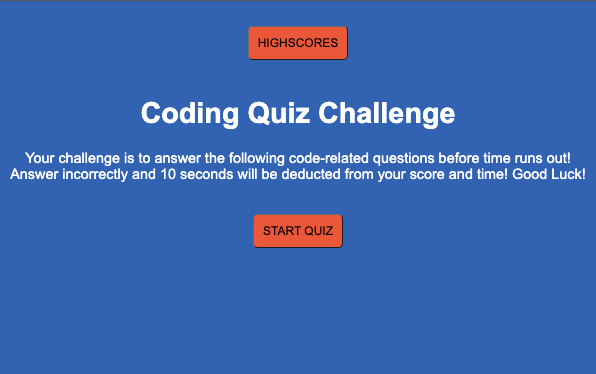 HIGHSCORES
Coding Quiz Challenge
Your challenge is to answer the following code-related questions before time runs out!
Answer incorrectly and 10 seconds will be deducted from your score and time! Good Luck!
START QUIZ